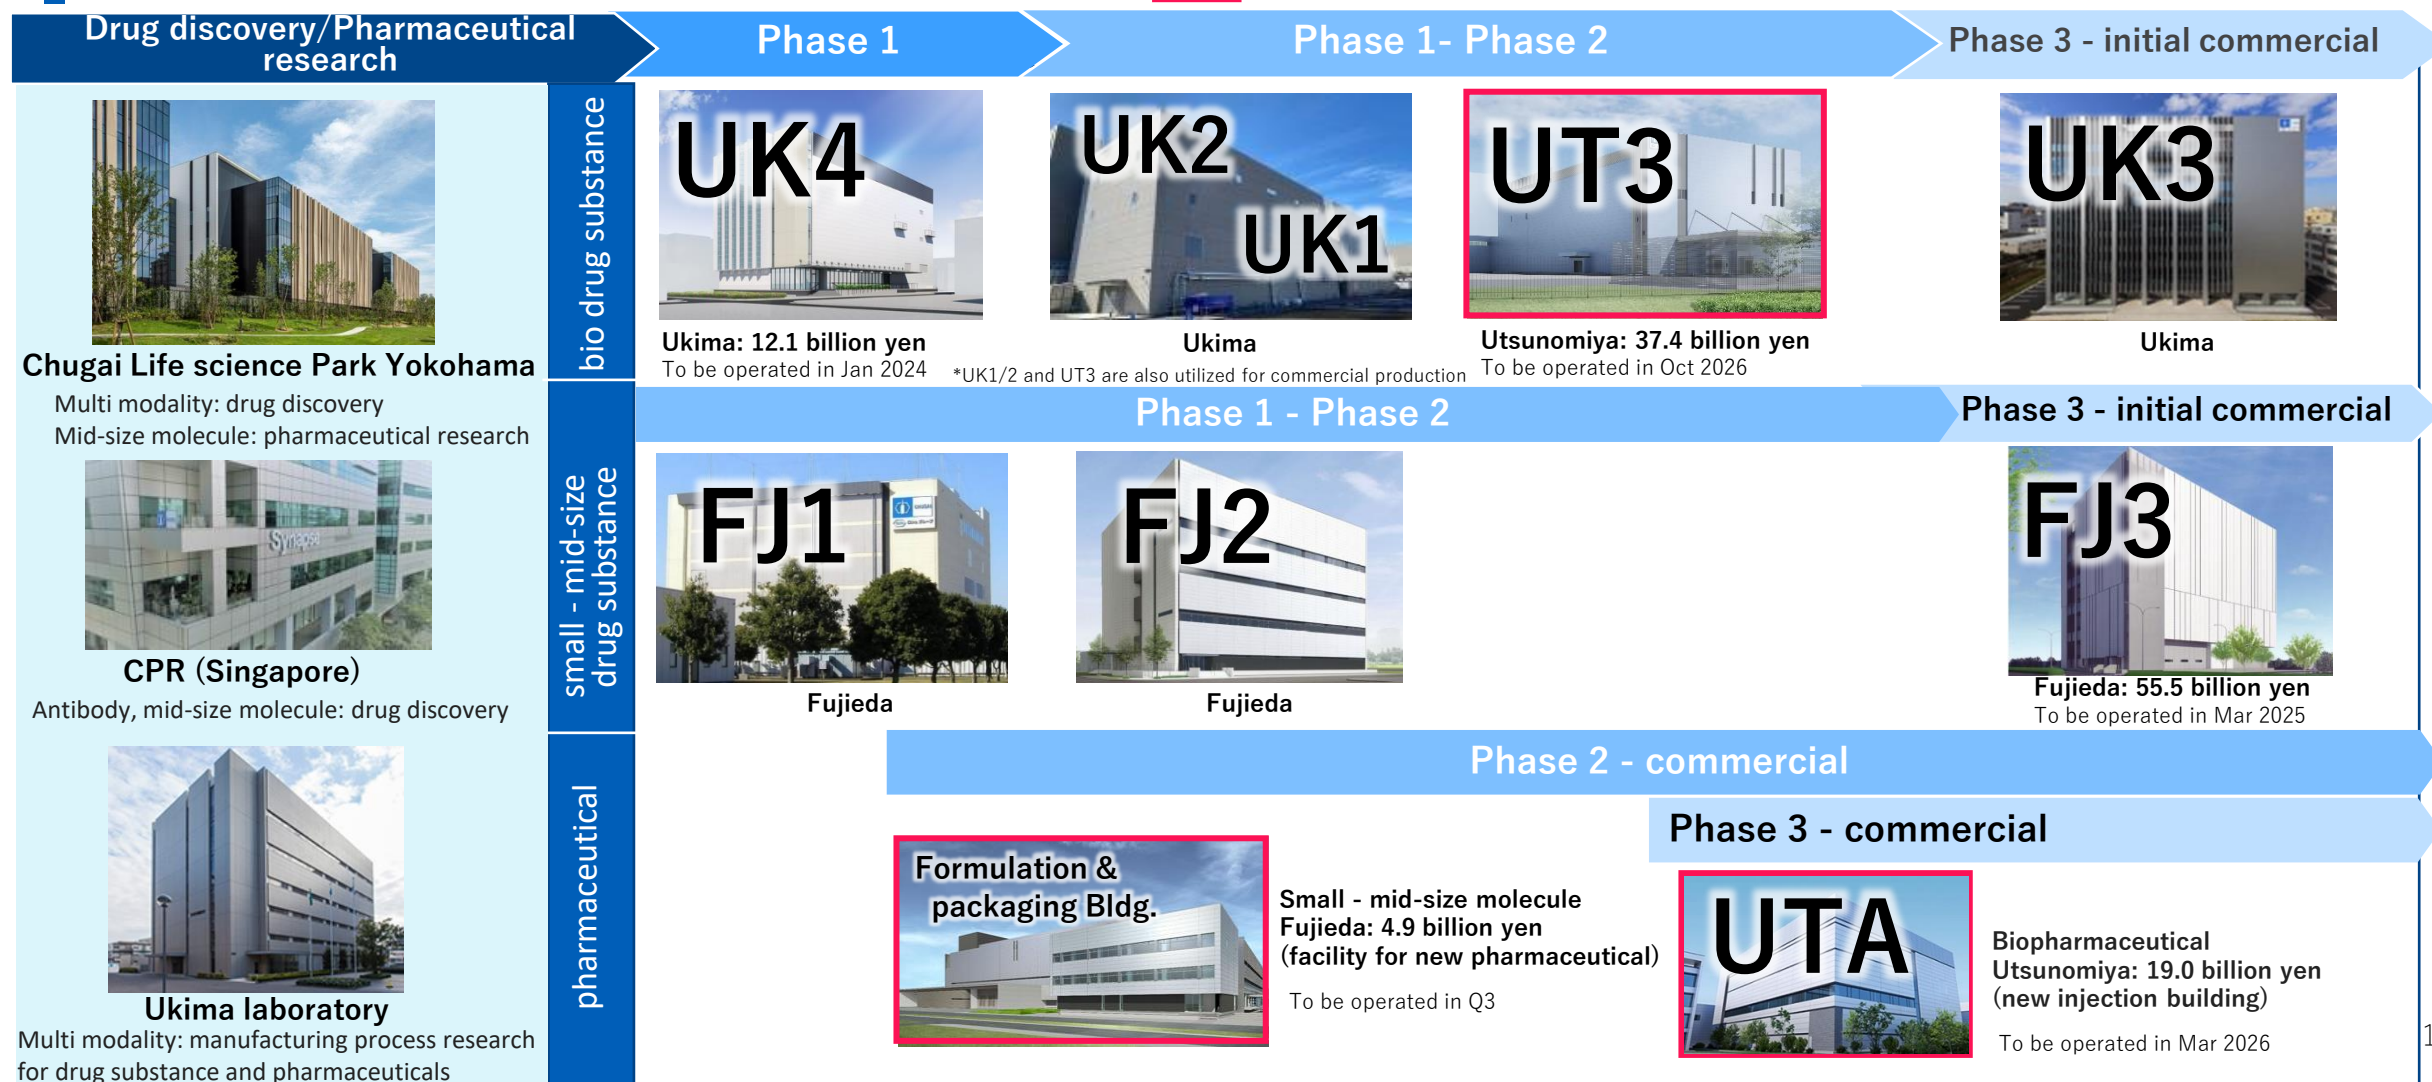 Drug discovery/Pharmaceutical
research
Phase 1
Phase 1- Phase 2
Phase 3 - initial commercial
bio drug substance
UK4
UK2
UK1
UT3
UK3
Chugai Life science Park Yokohama
Multi modality: drug discovery
Mid-size molecule: pharmaceutical research
Ukima: 12.1 billion yen
To be operated in Jan 2024
Ukima
*UK1/2 and UT3 are also utilized for commercial production
Utsunomiya: 37.4 billion yen
To be operated in Oct 2026
Ukima
Phase 1 - Phase 2
Phase 3 - initial commercial
small - mid-size
drug substance
Synapse
FJ1
FJ2
FJ3
CPR (Singapore)
Antibody, mid-size molecule: drug discovery
Fujieda
Fujieda
Fujieda: 55.5 billion yen
To be operated in Mar 2025
Phase 2 - commercial
Phase 3 - commercial
pharmaceutical
Formulation &
packaging Bldg.
Small - mid-size molecule
Fujieda: 4.9 billion yen
(facility for new pharmaceutical)
To be operated in Q3
UTA
Biopharmaceutical
Utsunomiya: 19.0 billion yen
(new injection building)
To be operated in Mar 2026
Ukima laboratory
Multi modality: manufacturing process research
for drug substance and pharmaceuticals
1